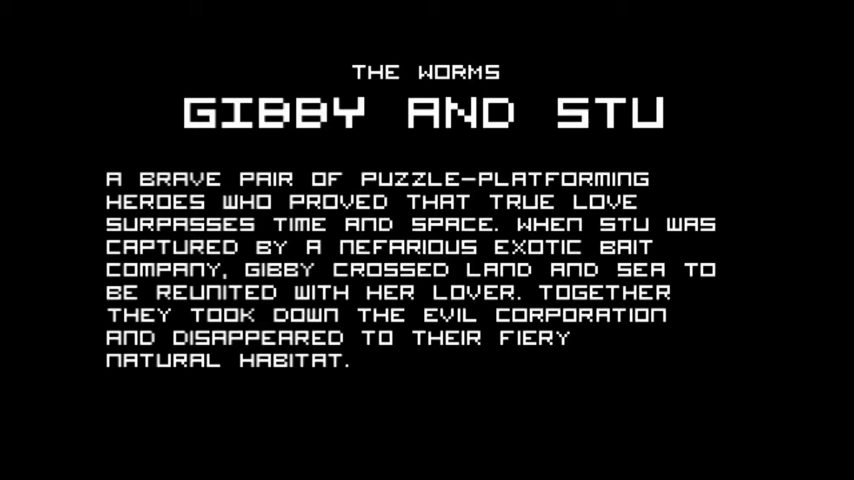 THE WORMS
GIBBY AND STU
A BRAVE PAIR OF PUZZLE-PLATFORMING
HEROES WHO PROVED THAT TRUE LOVE
SURPASSES TIME AND SPACE. WHEN STU WAS
CAPTURED BY A NEFARIOUS EXOTIC BAIT
COMPANY, GIBBY CROSSED LAND AND SEA TO
BE REUNITED WITH HER LOVER. TOGETHER
THEY TOOK DOWN THE EVIL CORPORATION
AND DISAPPEARED TO THEIR FIERY
NATURAL HABITAT.